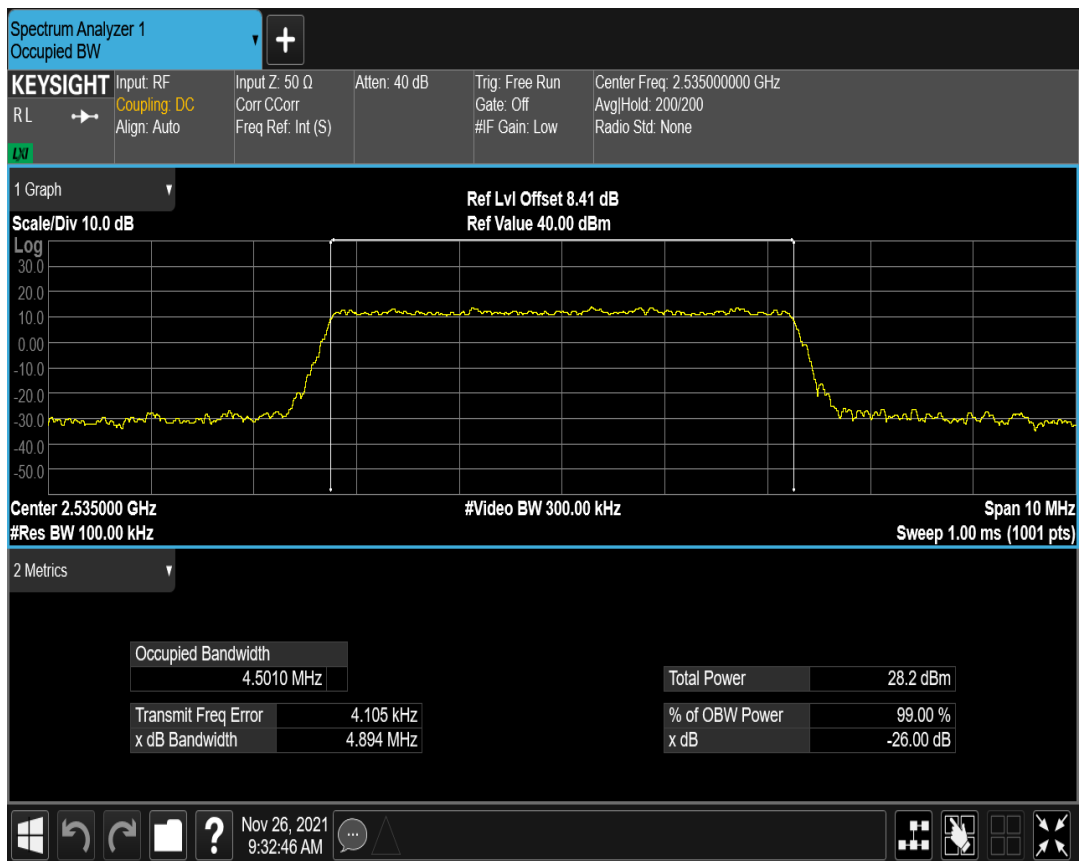 Spectrum Analyzer 1
Occupied BW
KEYSIGHT
RL
LXI
Input: RF
Coupling: DC
Align: Auto
Input Z: 50 Ω
Corr CCorr
Freq Ref: Int (S)
Atten: 40 dB
Trig: Free Run
Gate: Off
#IF Gain: Low
Center Freq: 2.535000000 GHz
Avg|Hold: 200/200
Radio Std: None
1 Graph
Scale/Div 10.0 dB
Ref Lvl Offset 8.41 dB
Ref Value 40.00 dBm
Log
30.0
20.0
10.0
0.00
-10.0
-20.0
-30.0
-40.0
-50.0
Center 2.535000 GHz
#Video BW 300.00 kHz
Span 10 MHz
#Res BW 100.00 kHz
Sweep 1.00 ms (1001 pts)
2 Metrics
Occupied Bandwidth
4.5010 MHz
Total Power 28.2 dBm
Transmit Freq Error 4.105 kHz
% of OBW Power 99.00 %
x dB Bandwidth 4.894 MHz
x dB -26.00 dB
?
Nov 26, 2021
9:32:46 AM